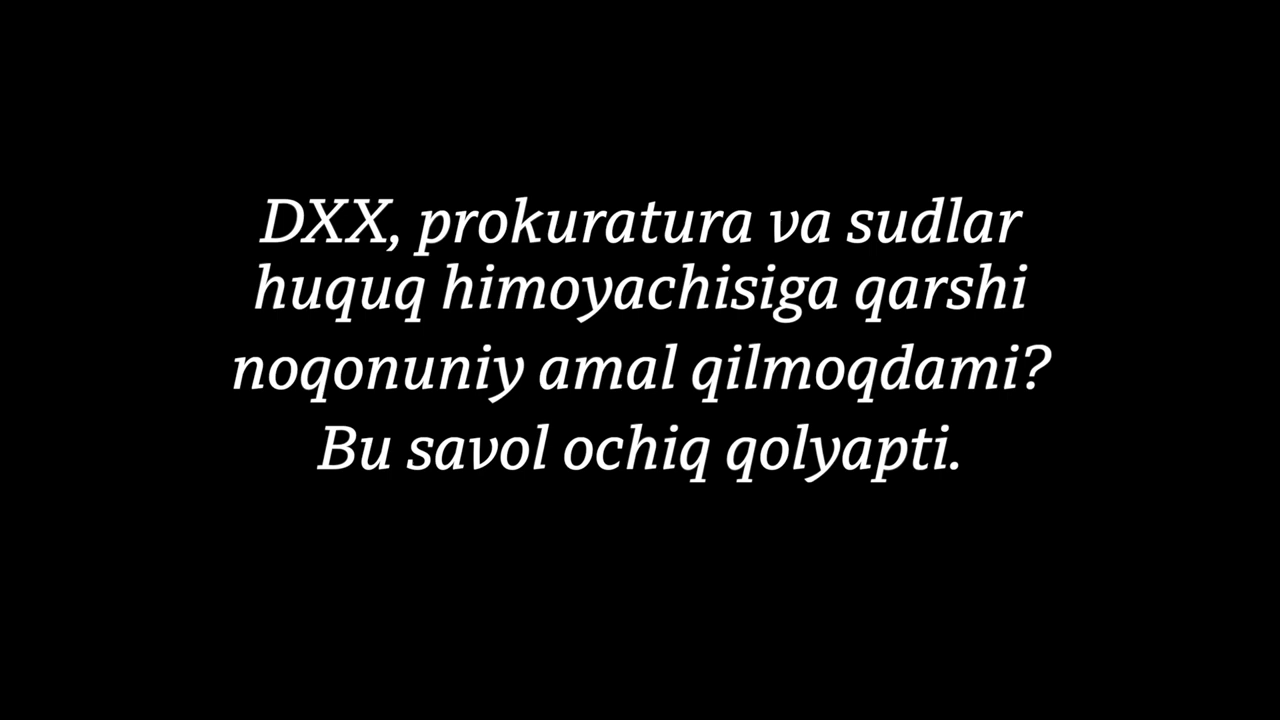 DXX, prokuratura va sudlar
huquq himoyachisiga qarshi
noqonuniy amal qilmoqdami?
Bu savol ochiq qolyapti.